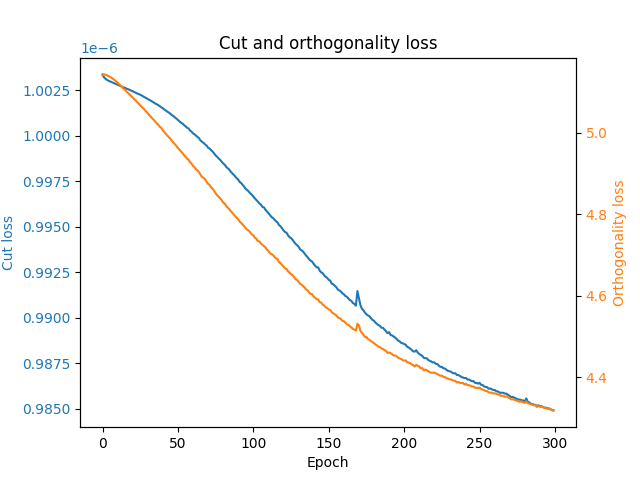 Cut and orthogonality loss
1e−6
1.0025
1.0000
0.9975
0.9950
0.9925
0.9900
0.9875
0.9850
Cut loss
5.0
4.8
4.6
4.4
Orthogonality loss
0 50 100 150 200 250 300
Epoch